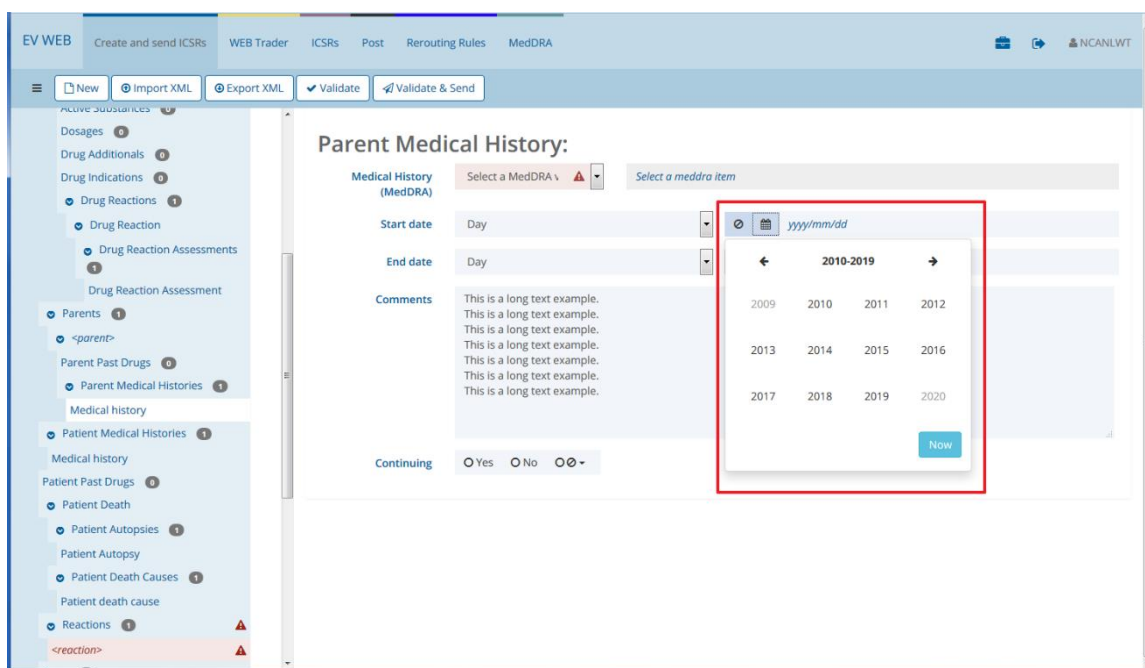 EV WEB Create and send ICSRs WEB Trader ICSRs Post Rerouting Rules MedDRA NCANLWT
New Import XML Export XML Validate Validate & Send
Active Substances 0
Dosages 0
Drug Additionals 0
Drug Indications 0
Drug Reactions 1
Drug Reaction
Drug Reaction Assessments
1
Drug Reaction Assessment
Parents 1
<parent>
Parent Past Drugs 0
Parent Medical Histories 1
Medical history
Patient Medical Histories 1
Medical history
Patient Past Drugs 0
Patient Death
Patient Autopsies 1
Patient Autopsy
Patient Death Causes 1
Patient death cause
Reactions 1
<reaction>
Parent Medical History:
Medical History Select a MedDRA Select a meddra item
(MedDRA)
Start date Day yyyy/mm/dd
End date Day
Comments This is a long text example.
This is a long text example.
This is a long text example.
This is a long text example.
This is a long text example.
This is a long text example.
This is a long text example.
2010-2019
2009 2010 2011 2012
2013 2014 2015 2016
2017 2018 2019 2020
Now
Continuing Yes No